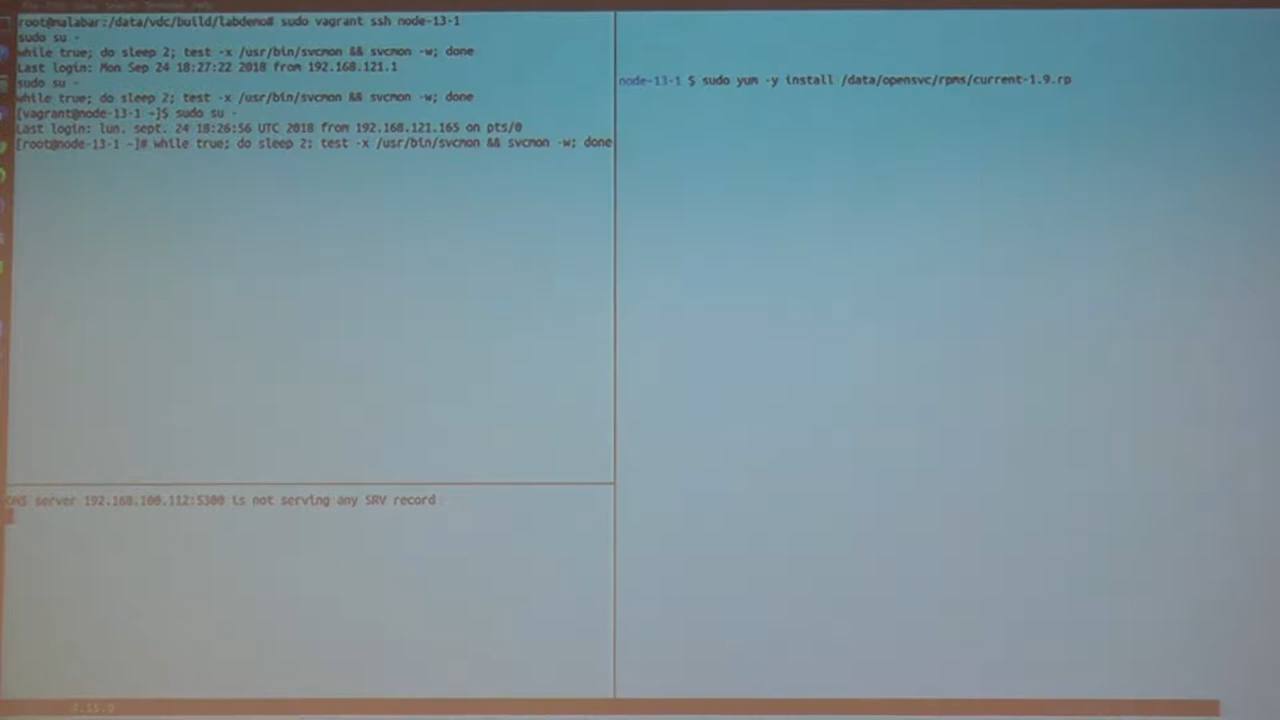 root@malabar:/data/vdc/build/labdemo# sudo vagrant ssh node-13-1
sudo su -
while true; do sleep 2; test -x /usr/bin/svcmon && svcmon -w; done
Last login: Mon Sep 24 18:27:22 2018 from 192.168.121.1
sudo su -
while true; do sleep 2; test -x /usr/bin/svcmon && svcmon -w; done
[vagrant@node-13-1 ~]$ sudo su -
Last login: lun. sept. 24 18:26:56 UTC 2018 from 192.168.121.165 on pts/0
[root@node-13-1 ~]# while true; do sleep 2; test -x /usr/bin/svcmon && svcmon -w; done
DNS server 192.168.100.112:5300 is not serving any SRV record
node-13-1 $ sudo yum -y install /data/opensvc/rpms/current-1.9.rp